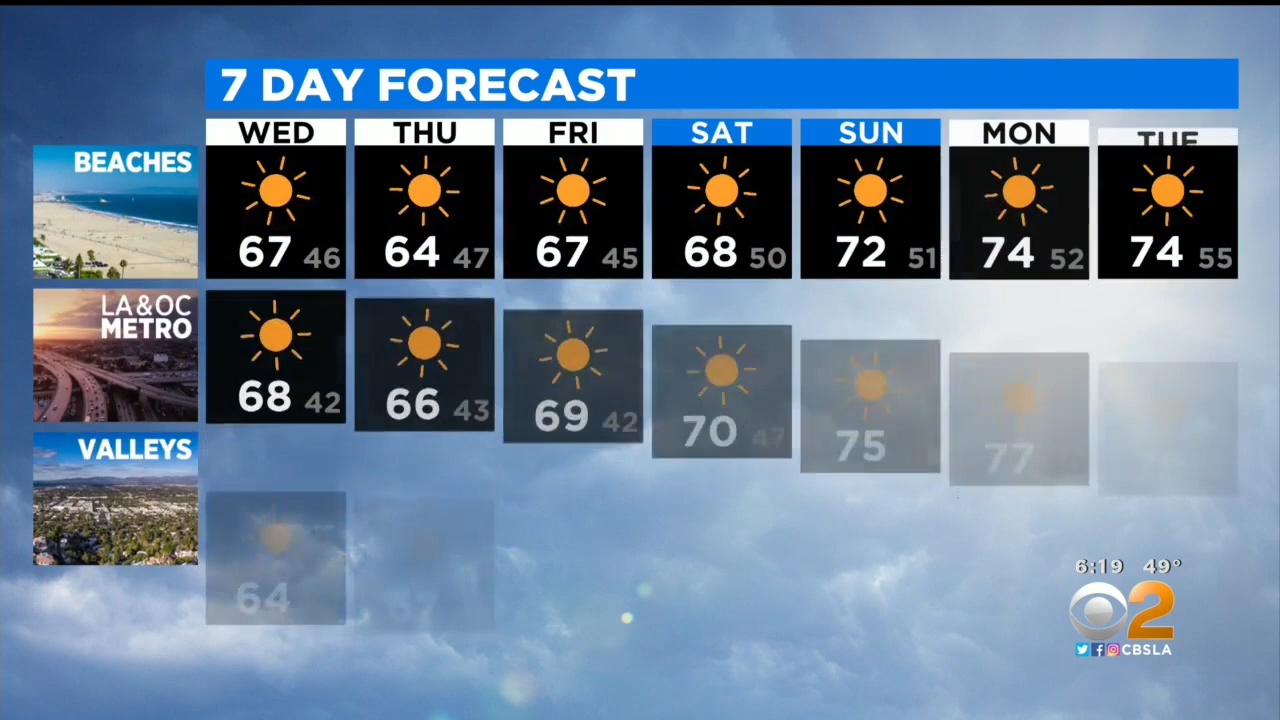 7 DAY FORECAST
WED THU FRI SAT SUN MON TUE
BEACHES
67 46 64 47 67 45 68 50 72 51 74 52 74 55
LA & OC
METRO
68 42 66 43 69 42 70 47 75 77
VALLEYS
64
6:19 49°
2
CBSLA